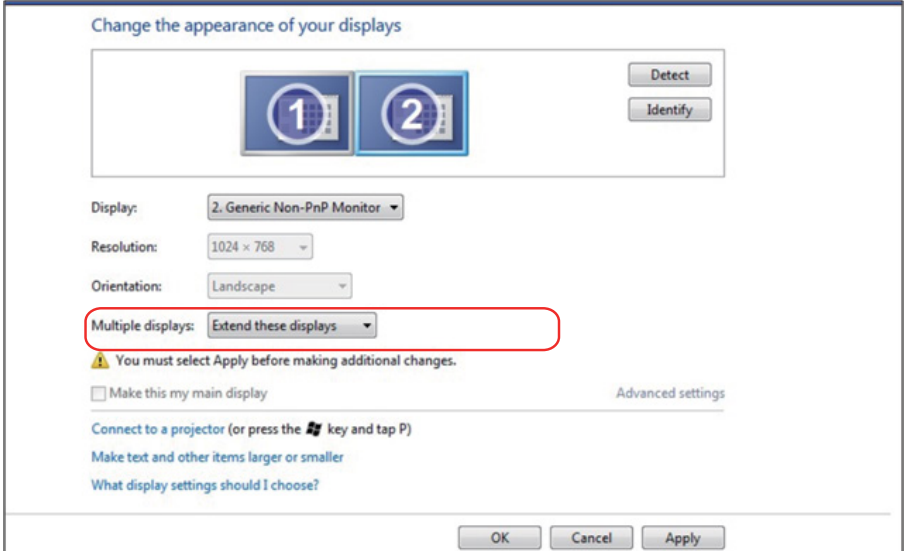 Change the appearance of your displays
1 2
Detect
Identify
Display: 2. Generic Non-PnP Monitor
Resolution: 1024 × 768
Orientation: Landscape
Multiple displays: Extend these displays
You must select Apply before making additional changes.
Make this my main display Advanced settings
Connect to a projector (or press the key and tap P)
Make text and other items larger or smaller
What display settings should I choose?
OK Cancel Apply